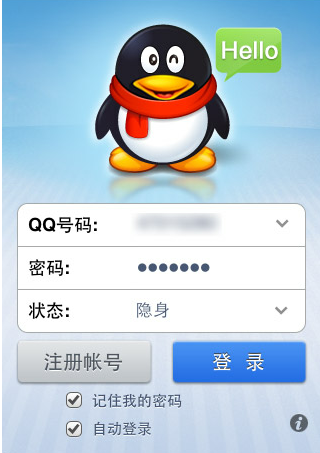 Hello
QQ号码:
密码: ●●●●●●●
状态: 隐身
注册帐号 登 录
记住我的密码
自动登录
i